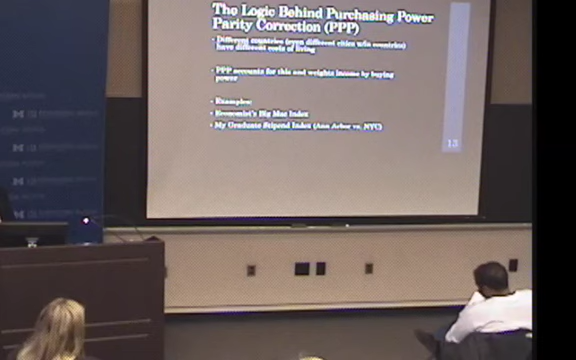 The Logic Behind Purchasing Power
Parity Correction (PPP)
• Different countries (even different cities w/in countries)
have different costs of living
• PPP accounts for this and weights income by buying
power
• Examples:
• Economist's Big Mac Index
• My Graduate Stipend Index (Ann Arbor vs. NYC)
13